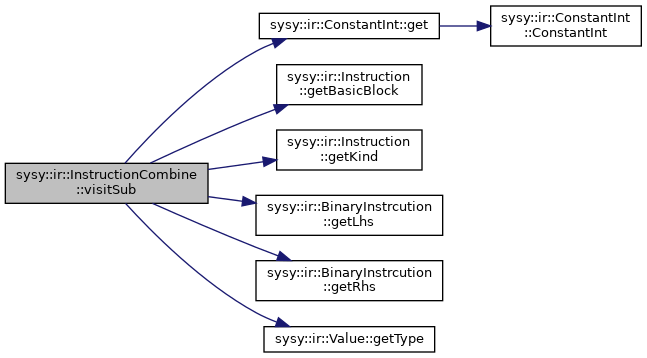 sysy::ir::InstructionCombine
::visitSub
sysy::ir::ConstantInt::get
sysy::ir::ConstantInt
::ConstantInt
sysy::ir::Instruction
::getBasicBlock
sysy::ir::Instruction
::getKind
sysy::ir::BinaryInstrcution
::getLhs
sysy::ir::BinaryInstrcution
::getRhs
sysy::ir::Value::getType